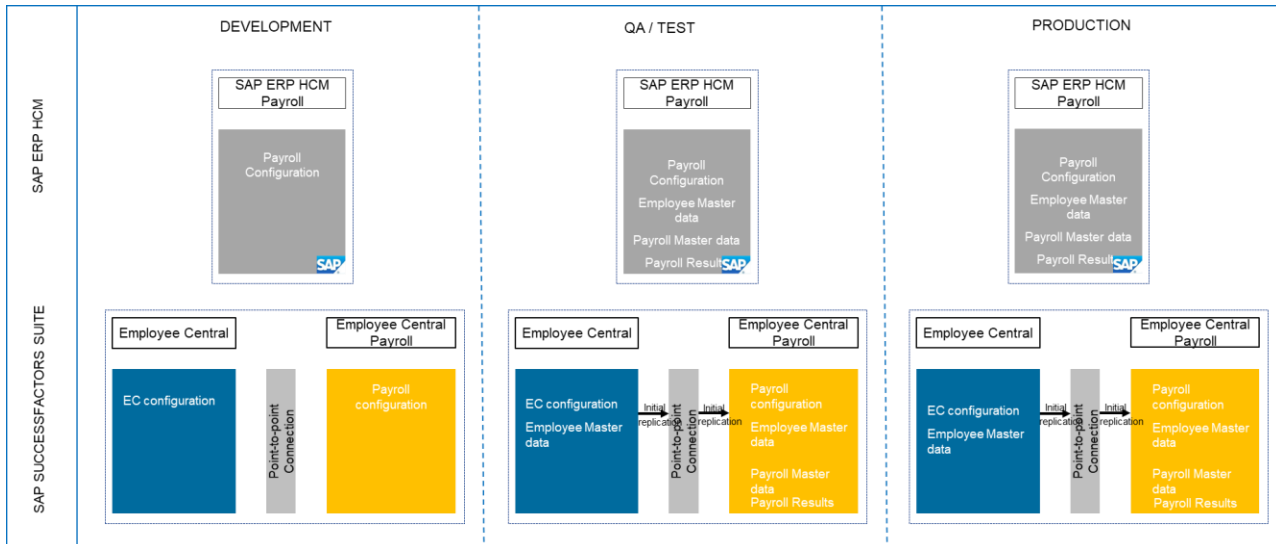 DEVELOPMENT
QA / TEST
PRODUCTION
SAP ERP HCM
SAP ERP HCM
Payroll
Payroll
Configuration
SAP
SAP ERP HCM
Payroll
Payroll
Configuration
Employee Master
data
Payroll Master data
Payroll Result
SAP
SAP ERP HCM
Payroll
Payroll
Configuration
Employee Master
data
Payroll Master data
Payroll Result
SAP
SAP SUCCESSFACTORS SUITE
Employee Central
EC configuration
Point-to-point
Connection
Employee Central
Payroll
Payroll
configuration
Employee Central
EC configuration
Employee Master
data
Initial
replication
Point-to-point
Connection
Initial
replication
Employee Central
Payroll
Payroll
configuration
Employee Master
data
Payroll Master
data
Payroll Results
Employee Central
EC configuration
Employee Master
data
Initial
replication
Point-to-point
Connection
Initial
replication
Employee Central
Payroll
Payroll
configuration
Employee Master
data
Payroll Master
data
Payroll Results